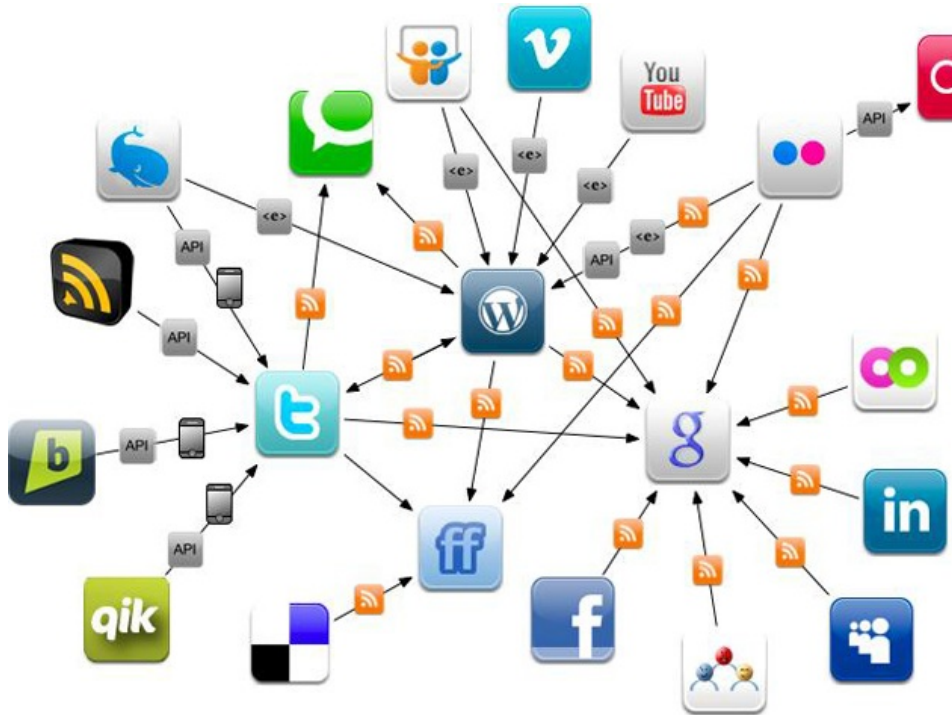 You
Tube
API
<e>
<e>
<e>
API
<e>
API
<e>
API
API
API
qik
b
t
W
g
ff
f
in
v